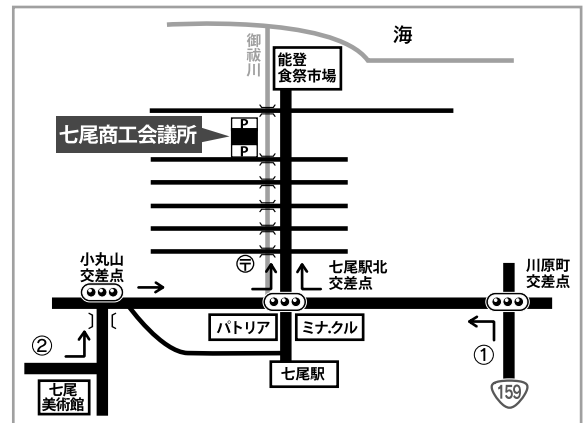 海
御祓川
能登
食祭市場
P
七尾商工会議所
P
小丸山
交差点
〒
七尾駅北
交差点
川原町
交差点
パトリア
ミナ.クル
②
①
七尾駅
七尾
美術館
159